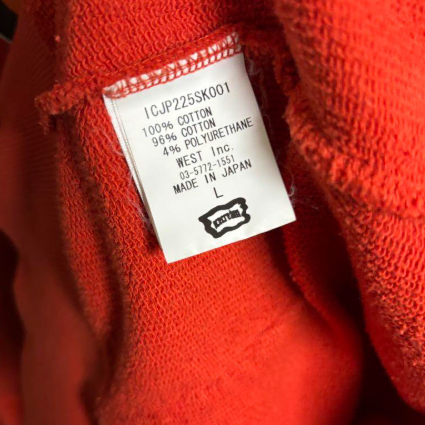 ICJP225SK001
100% COTTON
96% COTTON
4% POLYURETHANE
WEST Inc.
03-5772-1551
MADE IN JAPAN
L